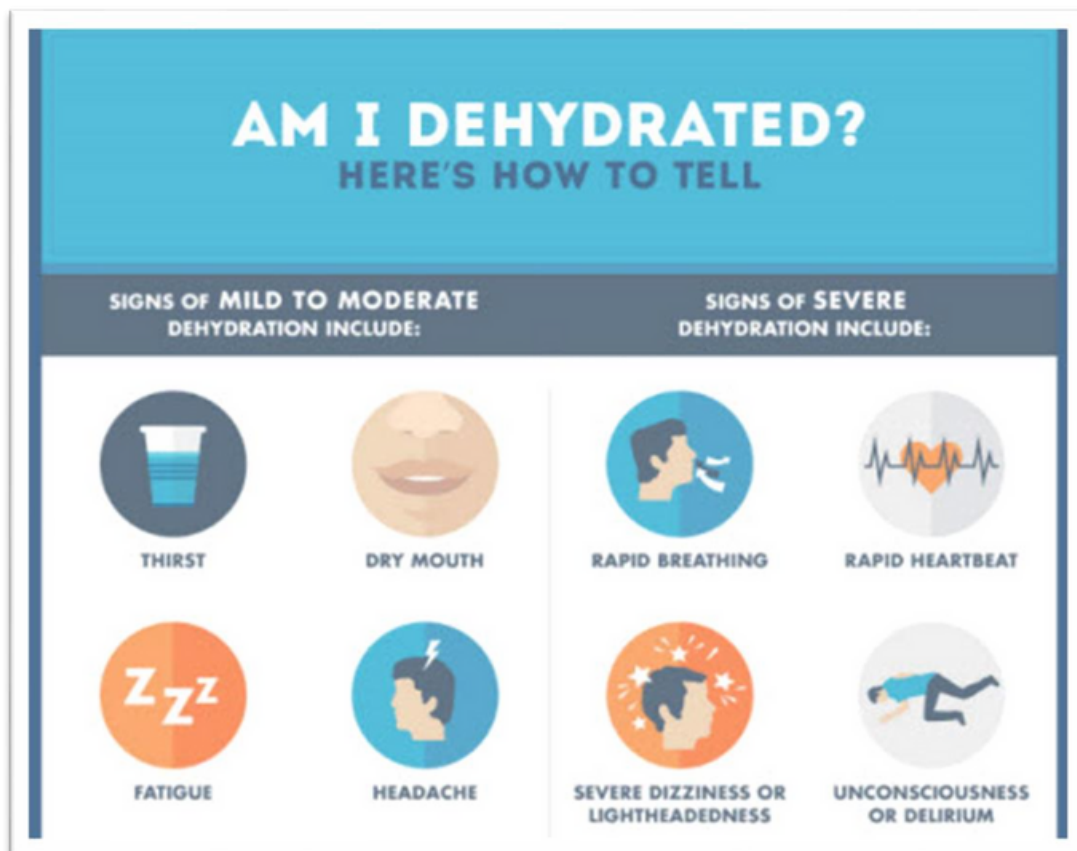 AM I DEHYDRATED?
HERE'S HOW TO TELL
SIGNS OF MILD TO MODERATE
DEHYDRATION INCLUDE:
THIRST
DRY MOUTH
ZZZ
FATIGUE
HEADACHE
SIGNS OF SEVERE
DEHYDRATION INCLUDE:
RAPID BREATHING
RAPID HEARTBEAT
SEVERE DIZZINESS OR
LIGHTHEADEDNESS
UNCONSCIOUSNESS
OR DELIRIUM